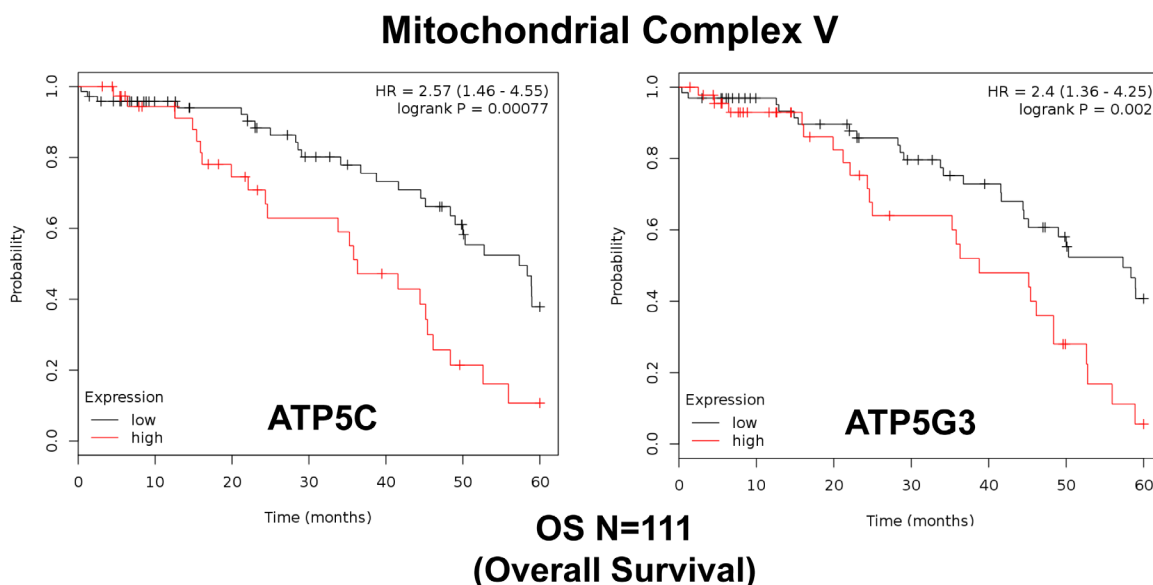 Mitochondrial Complex V
HR = 2.57 (1.46 - 4.55)
logrank P = 0.00077
Probability
1.0
0.8
0.6
0.4
0.2
0.0
Expression
low
high
ATP5C
0 10 20 30 40 50 60
Time (months)
HR = 2.4 (1.36 - 4.25)
logrank P = 0.002
Probability
1.0
0.8
0.6
0.4
0.2
0.0
Expression
low
high
ATP5G3
0 10 20 30 40 50 60
Time (months)
OS N=111
(Overall Survival)